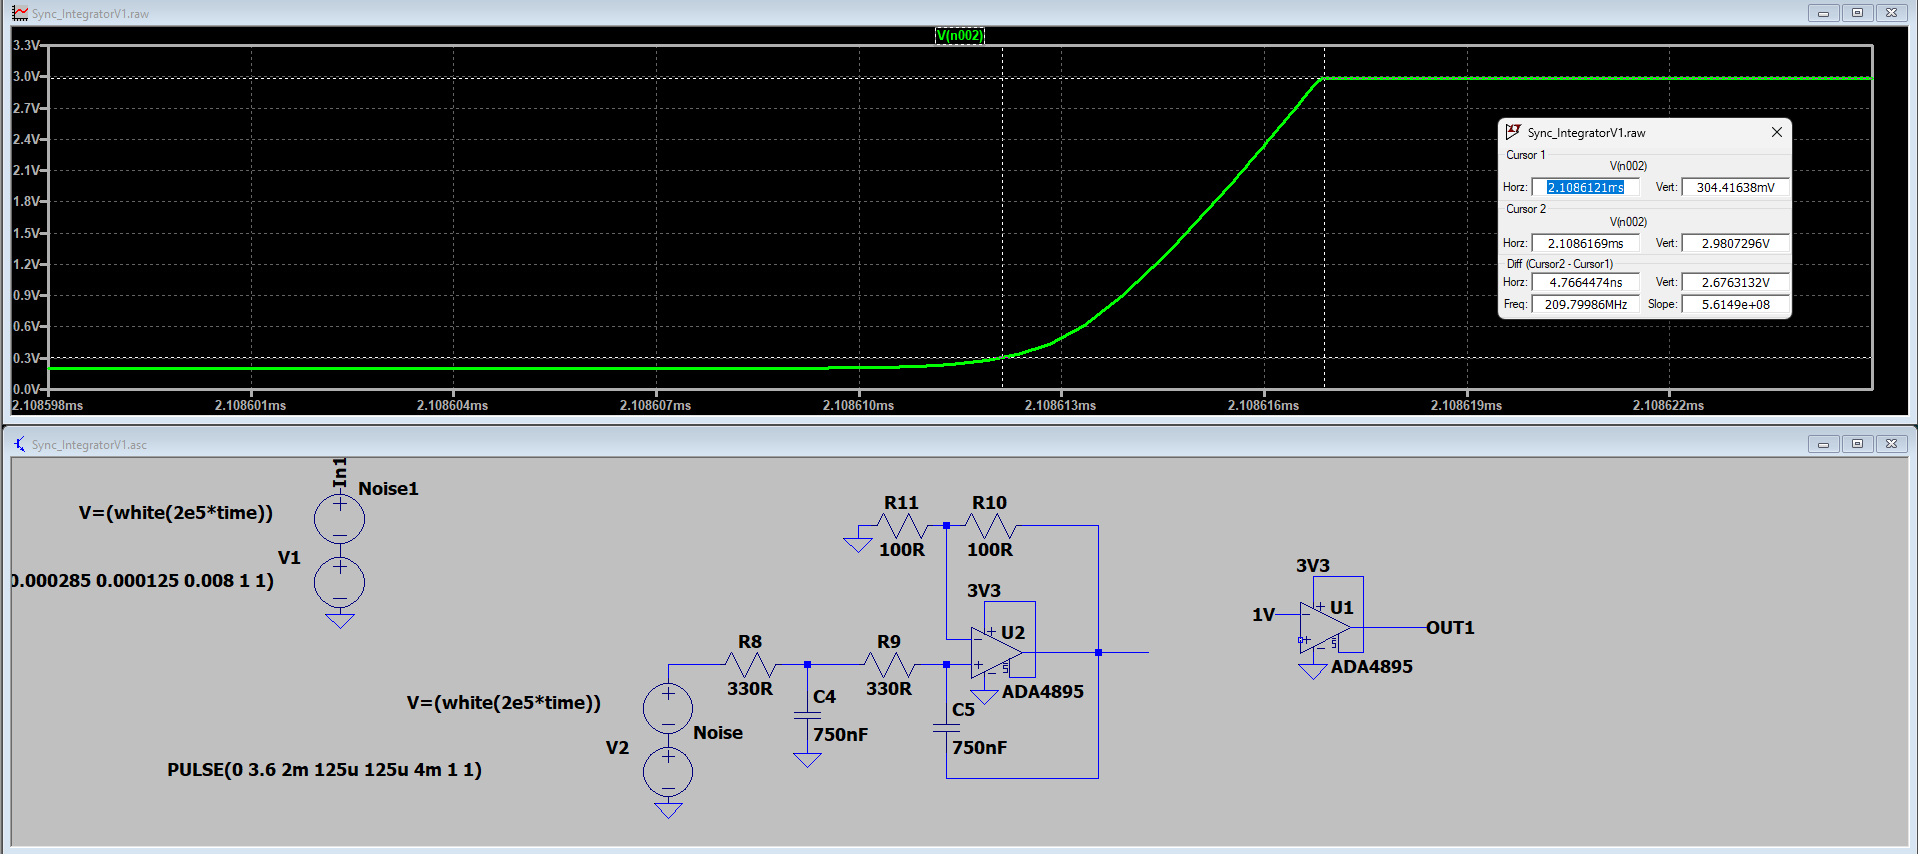 Sync_IntegratorV1.raw
V(n002)
3.3V
3.0V
2.7V
2.4V
2.1V
1.8V
1.5V
1.2V
0.9V
0.6V
0.3V
0.0V
2.108598ms 2.108601ms 2.108604ms 2.108607ms 2.108610ms 2.108613ms 2.108616ms 2.108619ms 2.108622ms
Sync_IntegratorV1.raw
Cursor 1
V(n002)
Horz: 2.1086121ms Vert: 304.41638mV
Cursor 2
V(n002)
Horz: 2.1086169ms Vert: 2.9807296V
Diff (Cursor2 - Cursor1)
Horz: 4.7664474ns Vert: 2.6763132V
Freq: 209.79986MHz Slope: 5.6149e+08
Sync_IntegratorV1.asc
In1
Noise1
V=(white(2e5*time))
V1
0.000285 0.000125 0.008 1 1)
R11
100R
R10
100R
3V3
U2
5
ADA4895
R8
330R
R9
330R
C4
750nF
C5
750nF
V=(white(2e5*time))
Noise
V2
PULSE(0 3.6 2m 125u 125u 4m 1 1)
3V3
1V
U1
5
OUT1
ADA4895